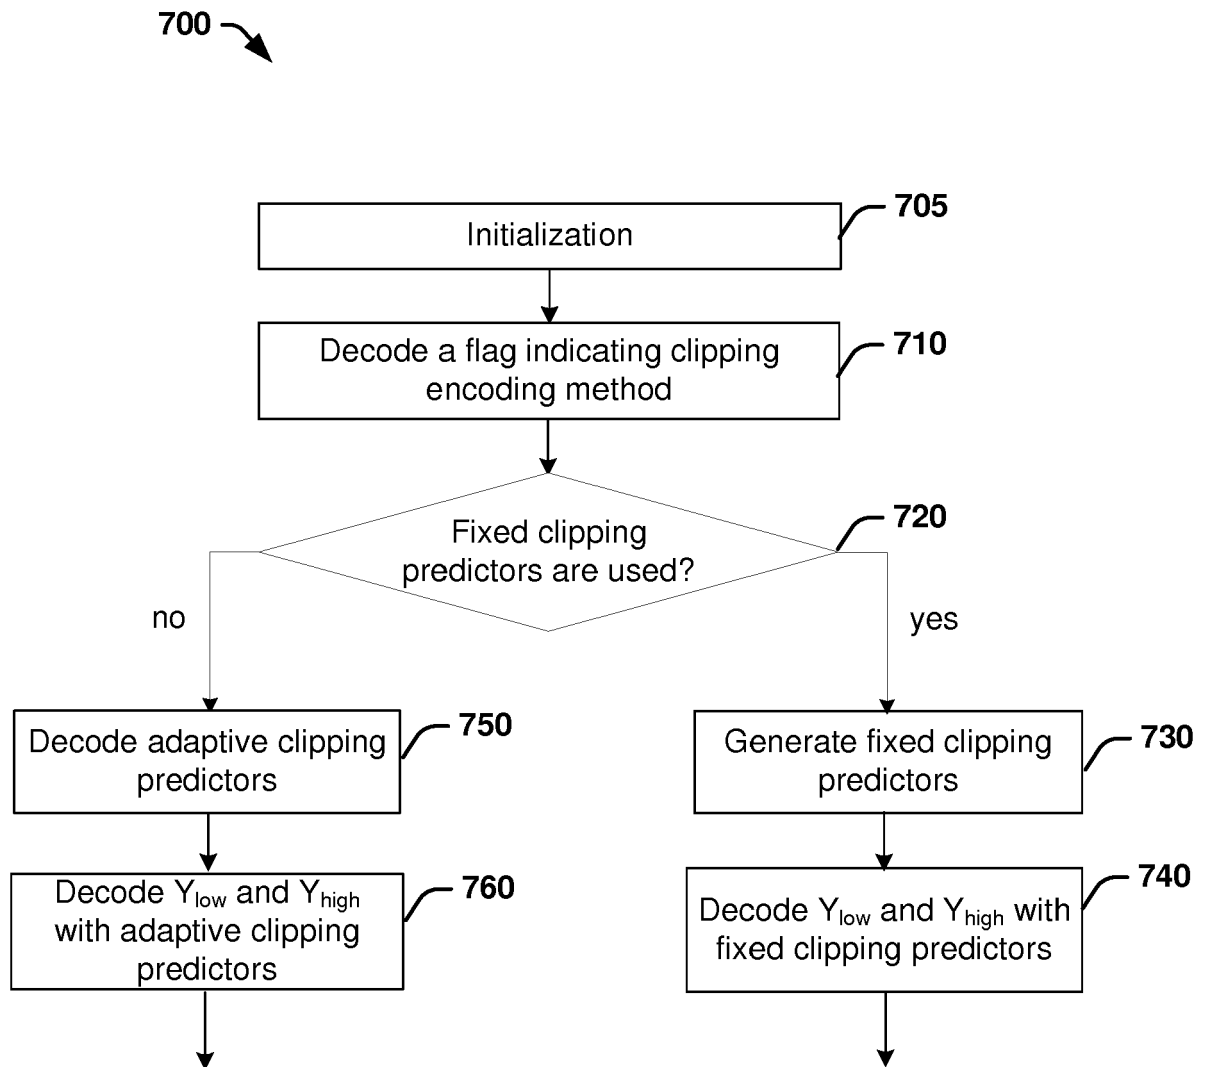 700
705
Initialization
710
Decode a flag indicating clipping
encoding method
720
Fixed clipping
predictors are used?
no
yes
750
Decode adaptive clipping
predictors
730
Generate fixed clipping
predictors
760
Decode Ylow and Yhigh
with adaptive clipping
predictors
740
Decode Ylow and Yhigh with
fixed clipping predictors